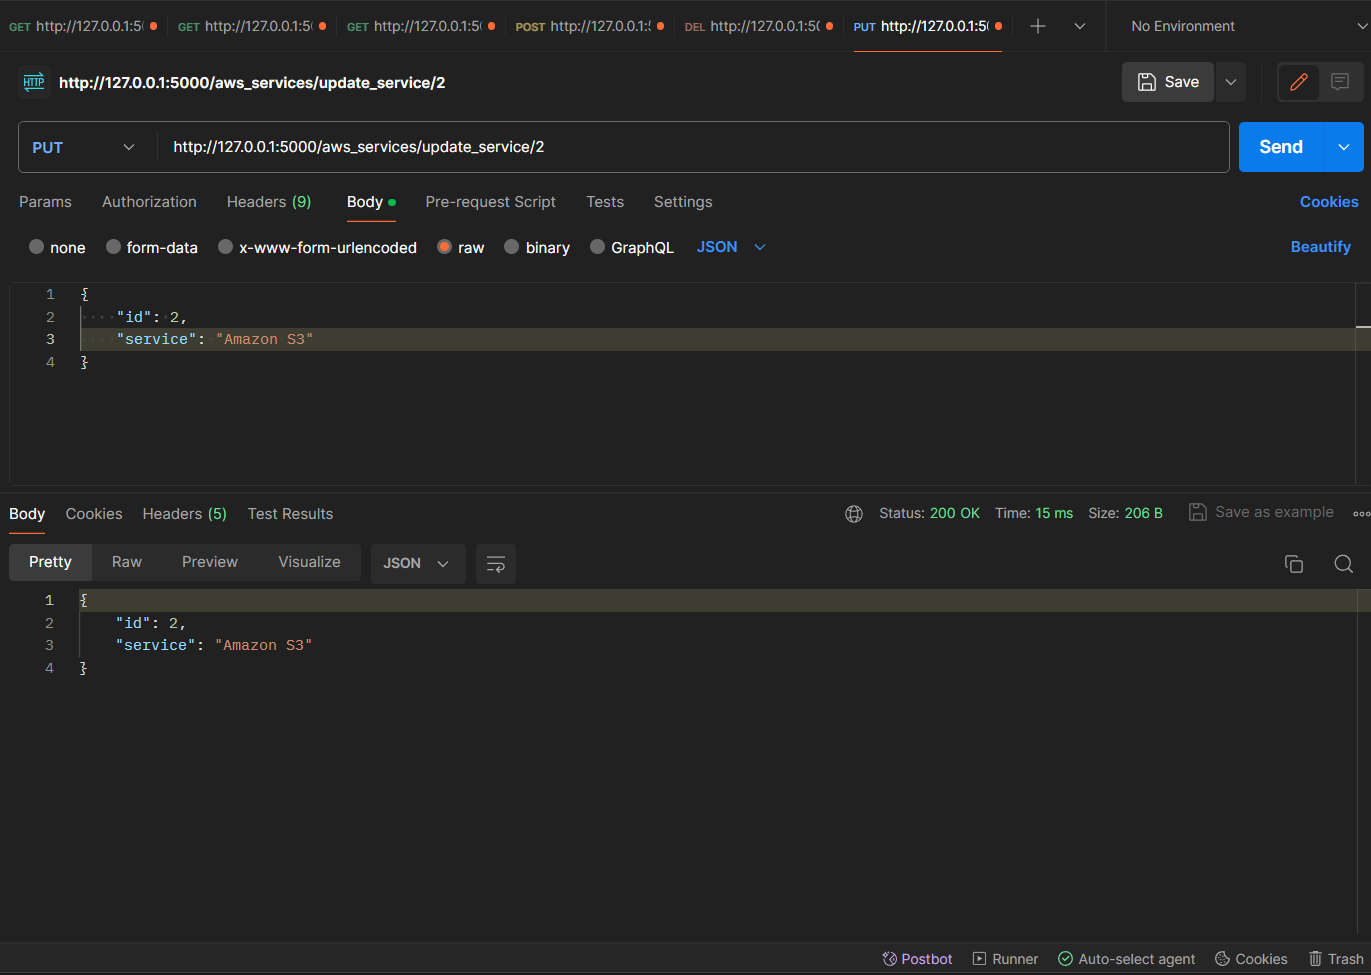 GET http://127.0.0.1:50 GET http://127.0.0.1:50 GET http://127.0.0.1:50 POST http://127.0.0.1: DEL http://127.0.0.1:50 PUT http://127.0.0.1:50 No Environment
HTTP http://127.0.0.1:5000/aws_services/update_service/2 Save
PUT http://127.0.0.1:5000/aws_services/update_service/2 Send
Params Authorization Headers (9) Body Pre-request Script Tests Settings Cookies
none form-data x-www-form-urlencoded raw binary GraphQL JSON Beautify
1 {
2 "id": 2,
3 "service": "Amazon S3"
4 }
Body Cookies Headers (5) Test Results Status: 200 OK Time: 15 ms Size: 206 B Save as example
Pretty Raw Preview Visualize JSON
1 {
2 "id": 2,
3 "service": "Amazon S3"
4 }
Postbot Runner Auto-select agent Cookies Trash